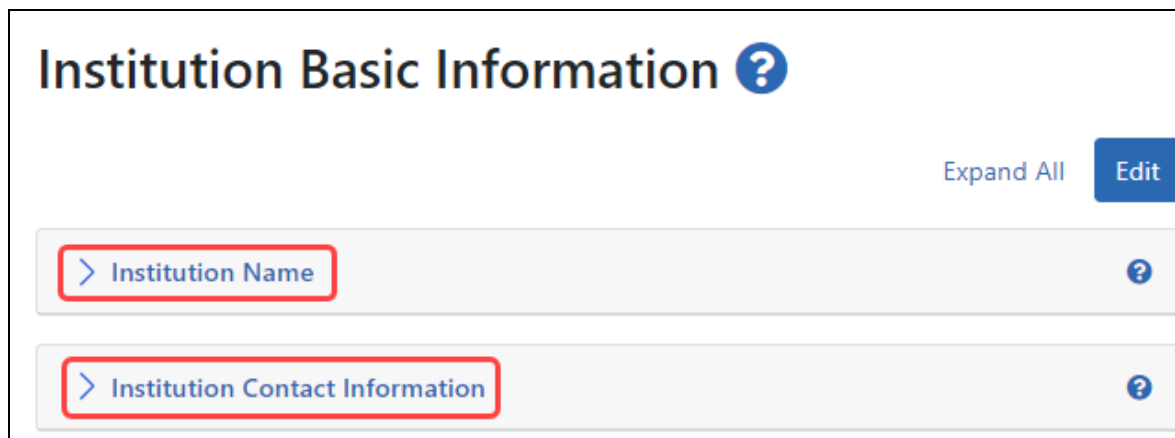 Institution Basic Information ?
Expand All Edit
Institution Name ?
Institution Contact Information ?